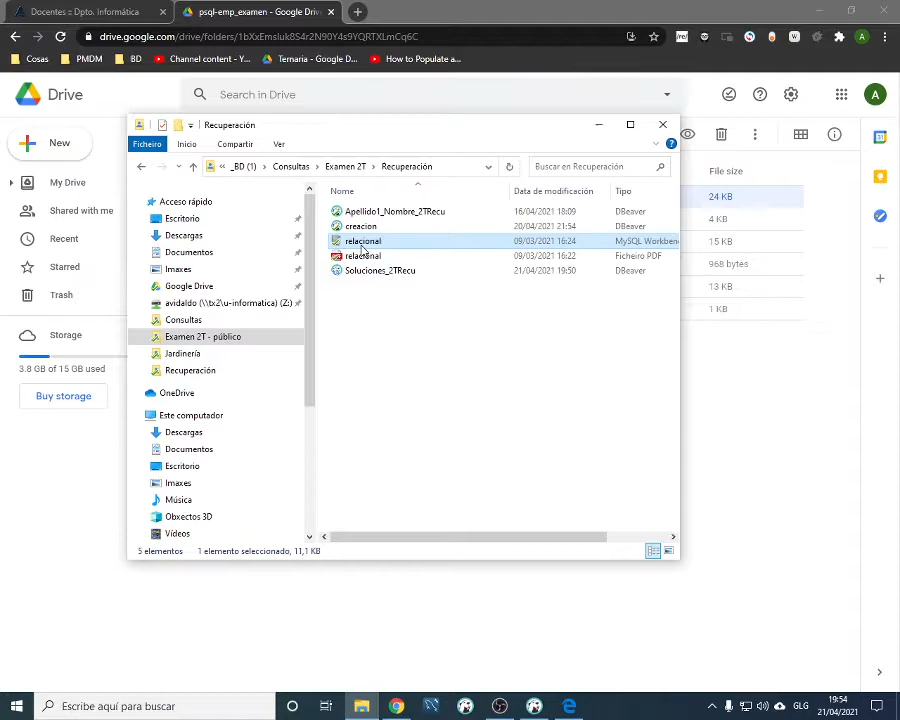 Docentes :: Dpto. Informática
psql-emp_examen - Google Driv
drive.google.com/drive/folders/1bXxEmsIuk8S4r2N90Y4s9YQRTXLmCq6C
Cosas
PMDM
BD
Channel content - Y...
Ternaria - Google D...
How to Populate a...
Drive
Search in Drive
A
New
My Drive
Shared with me
Recent
Starred
Trash
Storage
3.8 GB of 15 GB used
Buy storage
File size
24 KB
4 KB
15 KB
968 bytes
13 KB
1 KB
Recuperación
Ficheiro
Inicio
Compartir
Ver
« _BD (1) > Consultas > Examen 2T > Recuperación
Buscar en Recuperación
Acceso rápido
Escritorio
Descargas
Documentos
Imaxes
Google Drive
avidaldo (\\tx2\u-informatica) (Z:)
Consultas
Examen 2T - público
Jardinería
Recuperación
OneDrive
Este computador
Descargas
Documentos
Escritorio
Imaxes
Música
Obxectos 3D
Vídeos
Nome
Data de modificación
Tipo
Apellido1_Nombre_2TRecu
16/04/2021 18:09
DBeaver
creacion
20/04/2021 21:54
DBeaver
relacional
09/03/2021 16:24
MySQL Workben
relacional
09/03/2021 16:22
Ficheiro PDF
Soluciones_2TRecu
21/04/2021 19:50
DBeaver
5 elementos
1 elemento seleccionado, 11,1 KB
Escribe aquí para buscar
GLG
19:54
21/04/2021